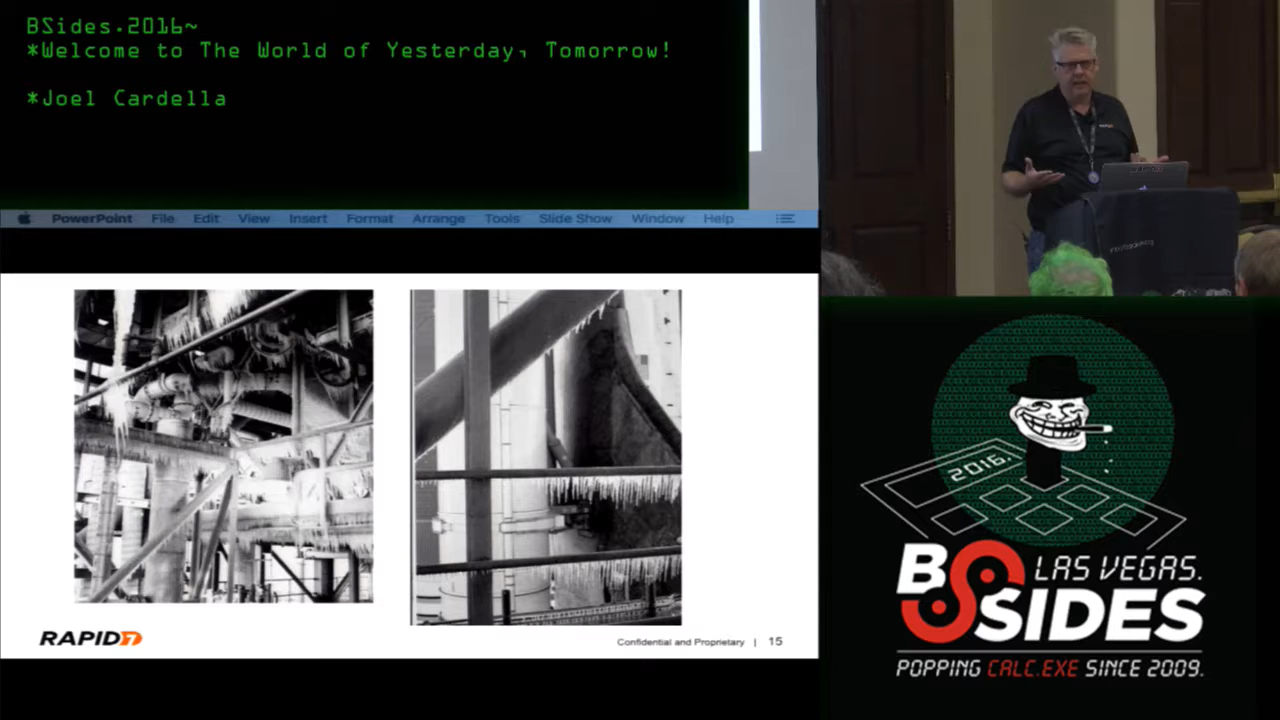 BSides.2016~
*Welcome to The World of Yesterday, Tomorrow!
*Joel Cardella
PowerPoint File Edit View Insert Format Arrange Tools Slide Show Window Help
RAPID7
Confidential and Proprietary | 15
2016.
BSIDES
LAS VEGAS.
POPPING CALC.EXE SINCE 2009.